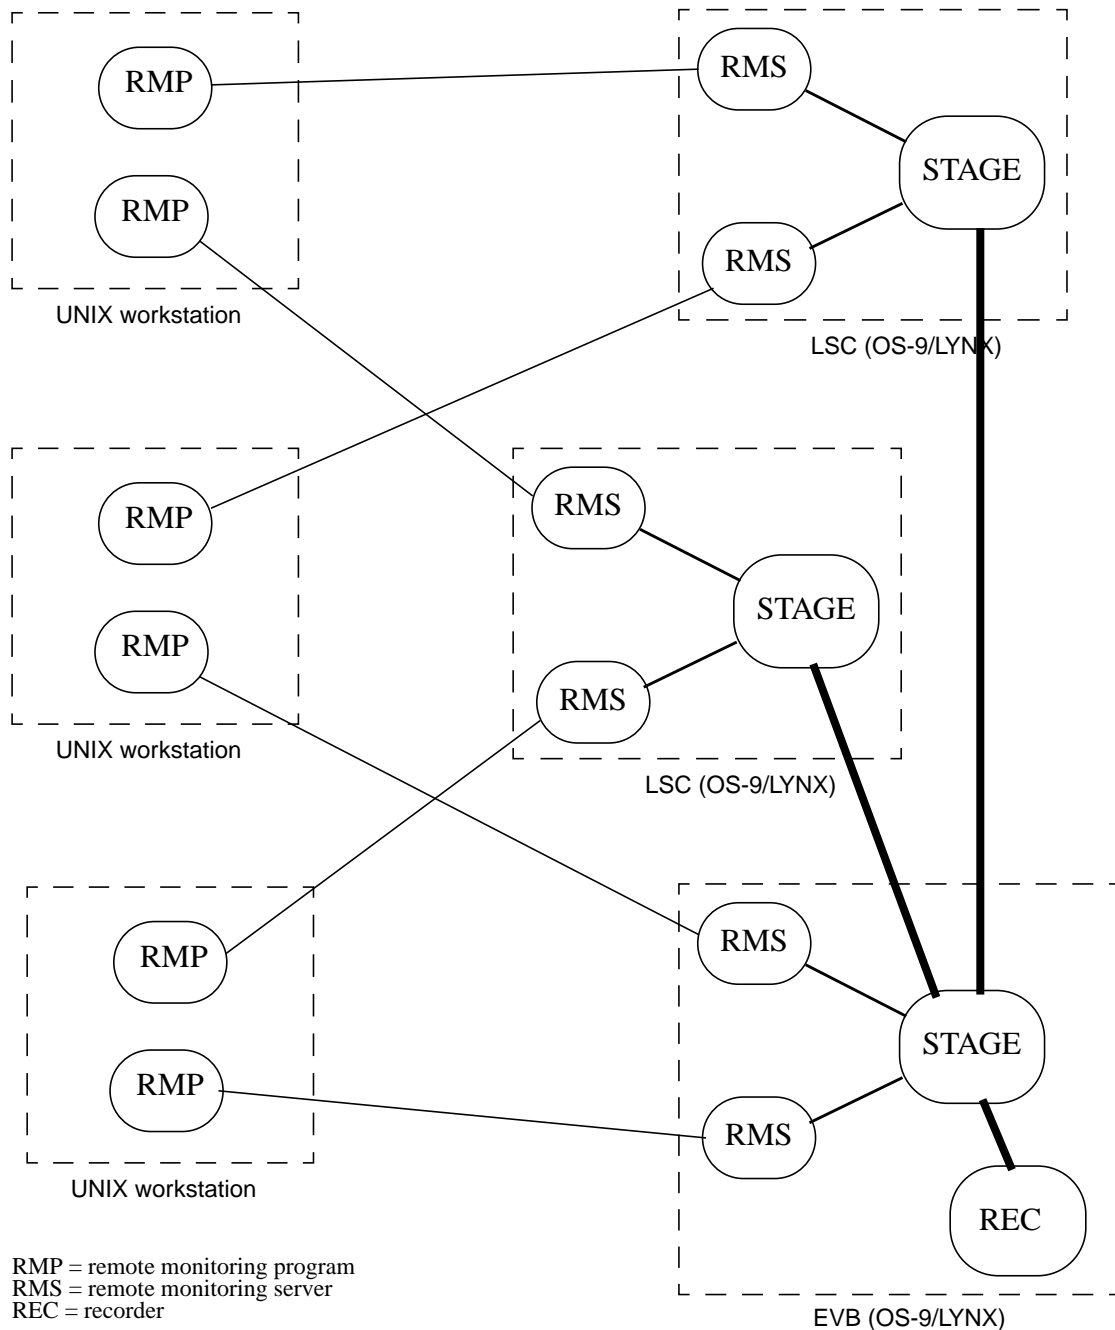 RMP
RMS
STAGE
RMP
RMS
UNIX workstation
LSC (OS-9/LYNX)
RMP
RMS
STAGE
RMP
RMS
UNIX workstation
LSC (OS-9/LYNX)
RMP
RMS
STAGE
RMP
RMS
UNIX workstation
REC
RMP = remote monitoring program
RMS = remote monitoring server
REC = recorder
EVB (OS-9/LYNX)